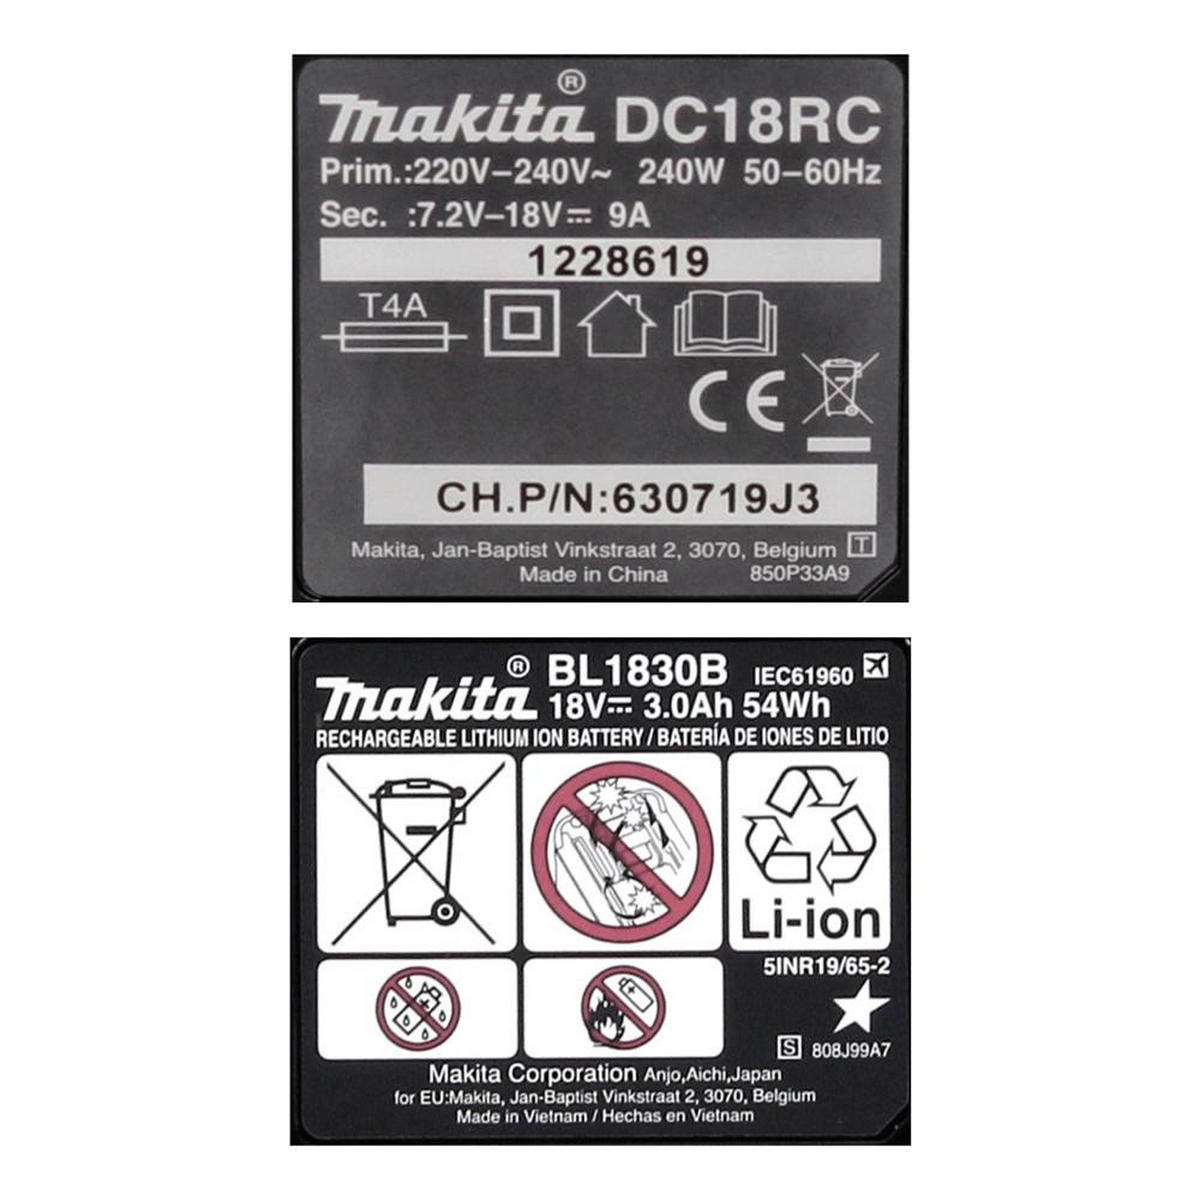 makita® DC18RC
Prim.:220V–240V~ 240W 50–60Hz
Sec. :7.2V–18V⎓ 9A
1228619
T4A
CE
CH.P/N:630719J3
Makita, Jan-Baptist Vinkstraat 2, 3070, Belgium T
Made in China 850P33A9
makita® BL1830B IEC61960
18V⎓ 3.0Ah 54Wh
RECHARGEABLE LITHIUM ION BATTERY / BATERÍA DE IONES DE LITIO
Li-ion
5INR19/65-2
S 808J99A7
Makita Corporation Anjo,Aichi,Japan
for EU:Makita, Jan-Baptist Vinkstraat 2, 3070, Belgium
Made in Vietnam / Hechas en Vietnam